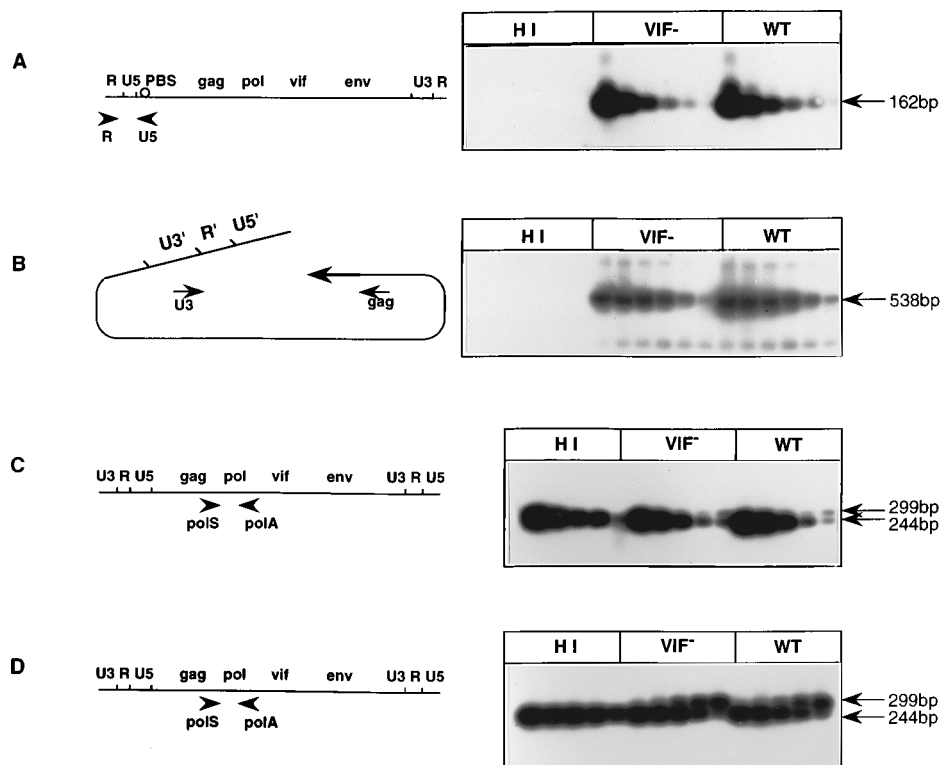 A
R U5 PBS gag pol vif env U3 R
R U5
H I VIF- WT
162bp
B
U3' R' U5'
U3 gag
H I VIF- WT
538bp
C
U3 R U5 gag pol vif env U3 R U5
polS polA
H I VIF⁻ WT
299bp
244bp
D
U3 R U5 gag pol vif env U3 R U5
polS polA
H I VIF⁻ WT
299bp
244bp